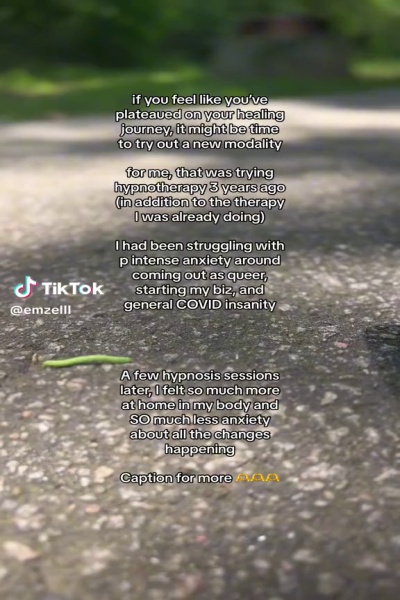 if you feel like you've
plateaued on your healing
journey, it might be time
to try out a new modality
for me, that was trying
hypnotherapy 3 years ago
(in addition to the therapy
I was already doing)
I had been struggling with
p intense anxiety around
coming out as queer,
starting my biz, and
general COVID insanity
TikTok
@emzelll
A few hypnosis sessions
later, I felt so much more
at home in my body and
SO much less anxiety
about all the changes
happening
Caption for more 🫶🫶🫶